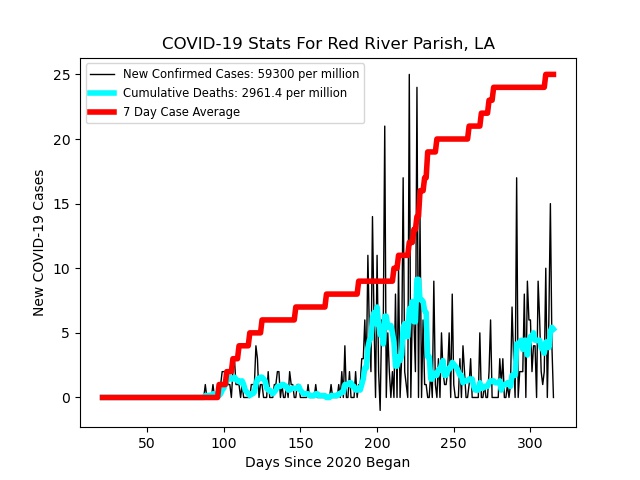 COVID-19 Stats For Red River Parish, LA
New Confirmed Cases: 59300 per million
Cumulative Deaths: 2961.4 per million
7 Day Case Average
New COVID-19 Cases
25
20
15
10
5
0
50 100 150 200 250 300
Days Since 2020 Began